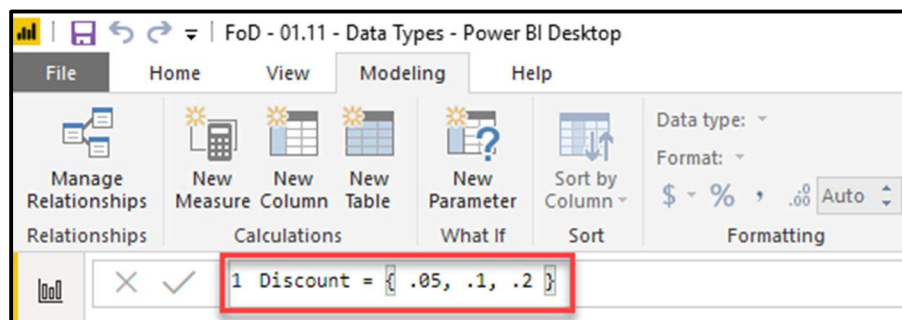 FoD - 01.11 - Data Types - Power BI Desktop
File Home View Modeling Help
Manage Relationships
New Measure
New Column
New Table
New Parameter
Sort by Column
Data type:
Format:
$ % , .00 Auto
Relationships Calculations What If Sort Formatting
1 Discount = { .05, .1, .2 }